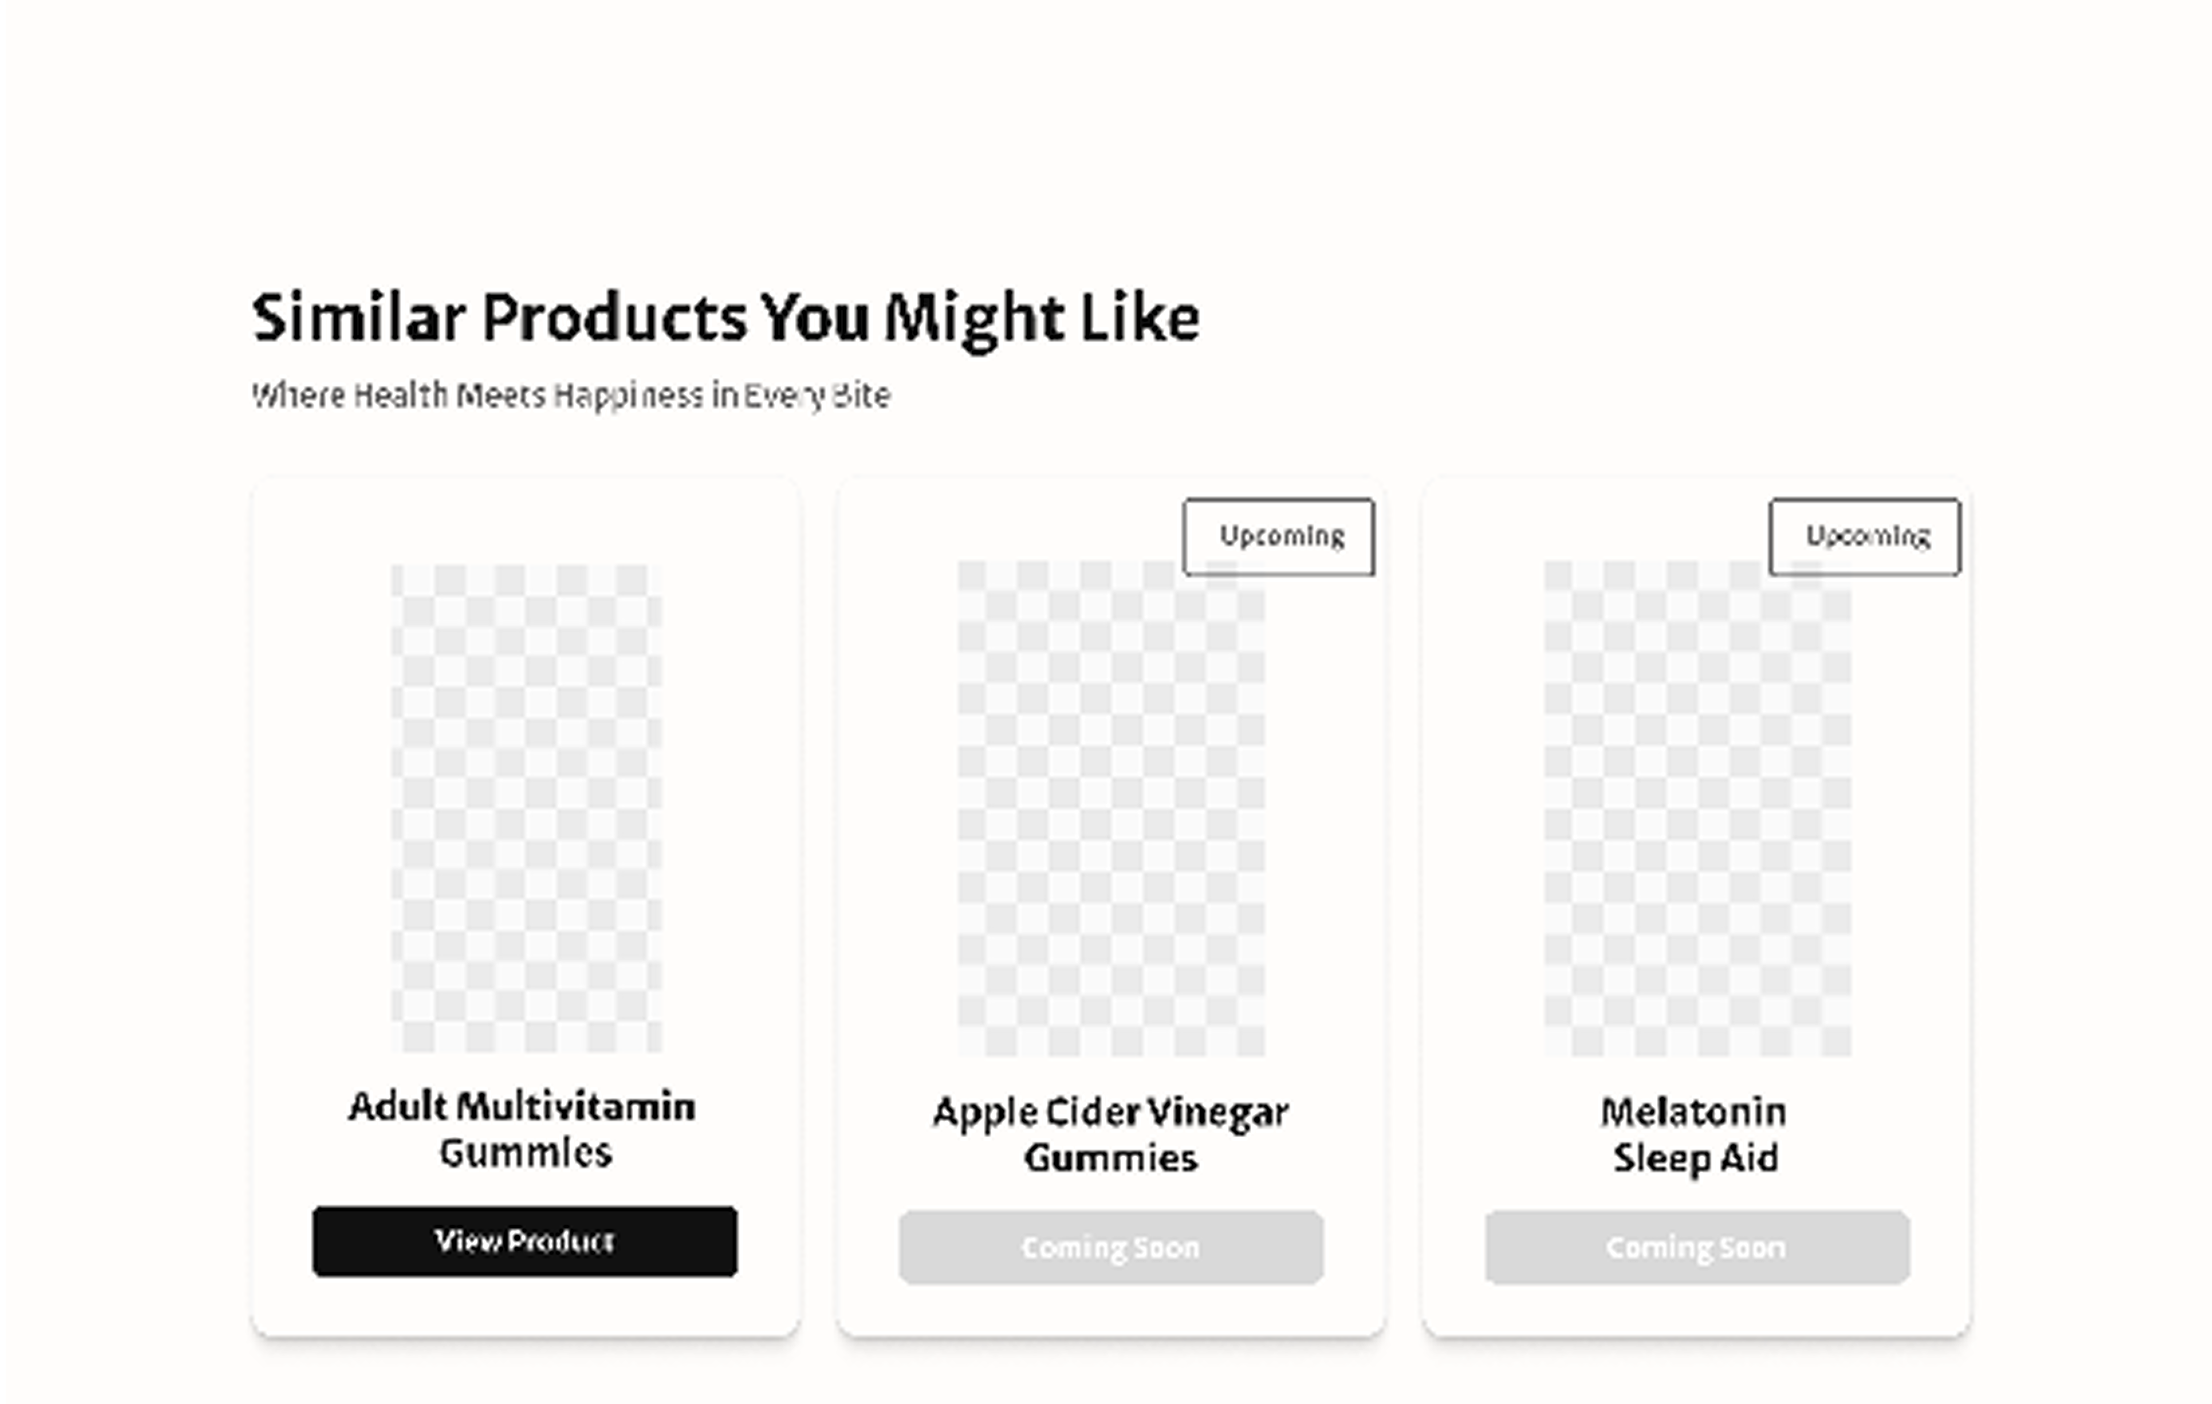 Similar Products You Might Like
Where Health Meets Happiness in Every Bite
Upcoming
Upcoming
Adult Multivitamin
Gummies
Apple Cider Vinegar
Gummies
Melatonin
Sleep Aid
View Product
Coming Soon
Coming Soon